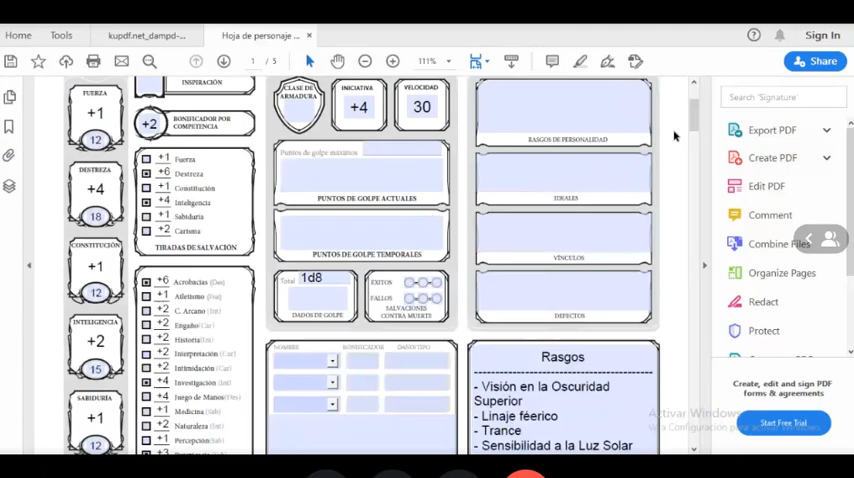 Home
Tools
kupdf.net_dampd-...
Hoja de personaje ...
Sign In
1 / 5
111%
Share
INSPIRACIÓN
+2
BONIFICADOR POR
COMPETENCIA
FUERZA
+1
12
DESTREZA
+4
18
CONSTITUCIÓN
+1
12
INTELIGENCIA
+2
15
SABIDURIA
+1
12
+1 Fuerza
+6 Destreza
+1 Constitución
+4 Inteligencia
+1 Sabiduria
+2 Carisma
TIRADAS DE SALVACIÓN
+6 Acrobacias (Des)
+1 Atletismo (Fue)
+2 C. Arcano (Int)
+2 Engaño (Car)
+2 Historia (Int)
+2 Interpretación (Car)
+2 Intimidación (Car)
+4 Investigación (Int)
+4 Juego de Manos (Des)
+1 Medicina (Sab)
+2 Naturaleza (Int)
+1 Percepción (Sab)
CLASE DE
ARMADURA
INICIATIVA
+4
VELOCIDAD
30
Puntos de golpe máximos
PUNTOS DE GOLPE ACTUALES
PUNTOS DE GOLPE TEMPORALES
Total 1d8
DADOS DE GOLPE
EXITOS
FALLOS
SALVACIONES
CONTRA MUERTE
NOMBRE BONIFICADOR DAÑO/TIPO
RASGOS DE PERSONALIDAD
IDEALES
VÍNCULOS
DEFECTOS
Rasgos
- Visión en la Oscuridad
Superior
- Linaje féerico
- Trance
- Sensibilidad a la Luz Solar
Search 'Signature'
Export PDF
Create PDF
Edit PDF
Comment
Combine Files
Organize Pages
Redact
Protect
Create, edit and sign PDF
forms & agreements
Start Free Trial
Activar Windows